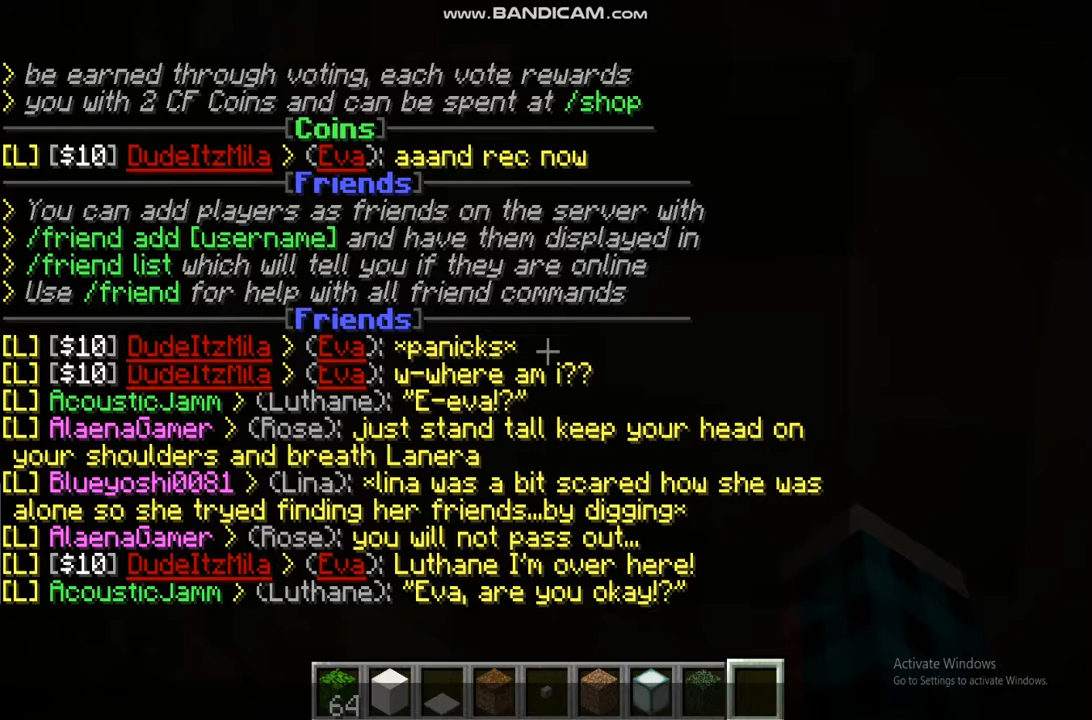 www.BANDICAM.com
> be earned through voting, each vote rewards
> you with 2 CF Coins and can be spent at /shop
[Coins]
[L] [$10] DudeItzMila > (Eva): aaand rec now
[Friends]
> You can add players as friends on the server with
> /friend add [username] and have them displayed in
> /friend list which will tell you if they are online
> Use /friend for help with all friend commands
[Friends]
[L] [$10] DudeItzMila > (Eva): *panicks*
[L] [$10] DudeItzMila > (Eva): w-where am i??
[L] AcousticJamm > (Luthane): "E-eva!?"
[L] AlaenaGamer > (Rose): just stand tall keep your head on
your shoulders and breath Lanera
[L] Blueyoshi0081 > (Lina): *lina was a bit scared how she was
alone so she tryed finding her friends...by digging*
[L] AlaenaGamer > (Rose): you will not pass out...
[L] [$10] DudeItzMila > (Eva): Luthane I'm over here!
[L] AcousticJamm > (Luthane): "Eva, are you okay!?"
Activate Windows
Go to Settings to activate Windows.
64